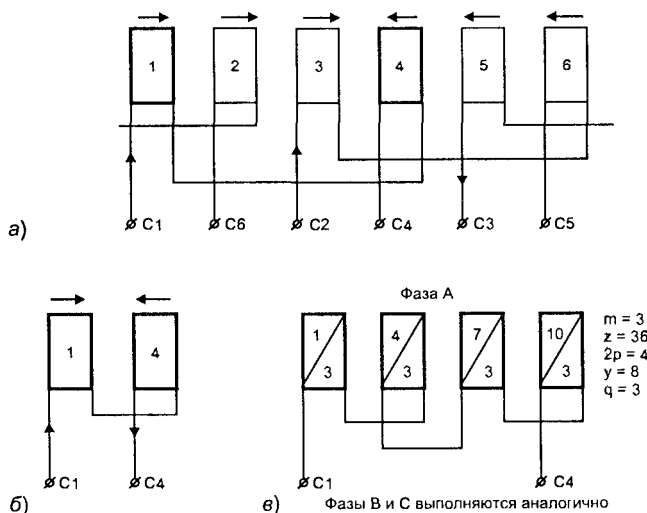 1 2 3 4 5 6
а) C1 C6 C2 C4 C3 C5
Фаза А
1 4
1 3 4 3 7 3 10 3
m = 3
z = 36
2p = 4
y = 8
q = 3
б) C1 C4
в) C1 C4
Фазы В и С выполняются аналогично